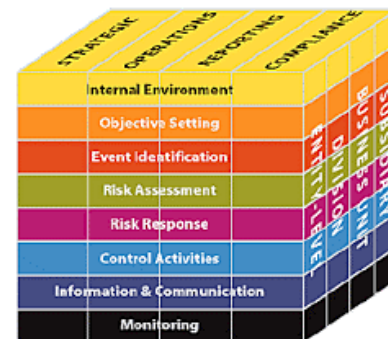 STRATEGIC
OPERATIONS
REPORTING
COMPLIANCE
Internal Environment
Objective Setting
Event Identification
Risk Assessment
Risk Response
Control Activities
Information & Communication
Monitoring
ENTITY-LEVEL
DIVISION
BUSINESS UNIT